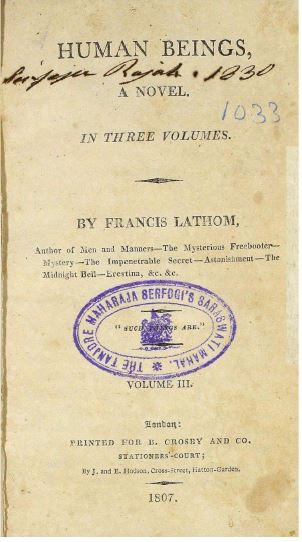 HUMAN BEINGS,
Serfojee Rajah. 1830
A NOVEL.
1033
IN THREE VOLUMES.
BY FRANCIS LATHOM,
Author of Men and Manners—The Mysterious Freebooter—
Mystery—The Impenetrable Secret—Astonishment—The
Midnight Bell—Erestina, &c. &c.
THE TANJORE MAHARAJA SERFOGI'S SARASWATI MAHAL.
"SUCH THINGS ARE."
VOLUME III.
London:
PRINTED FOR B. CROSBY AND CO.
STATIONERS'-COURT;
By J. and E. Hodson, Cross-Street, Hatton-Garden.
1807.